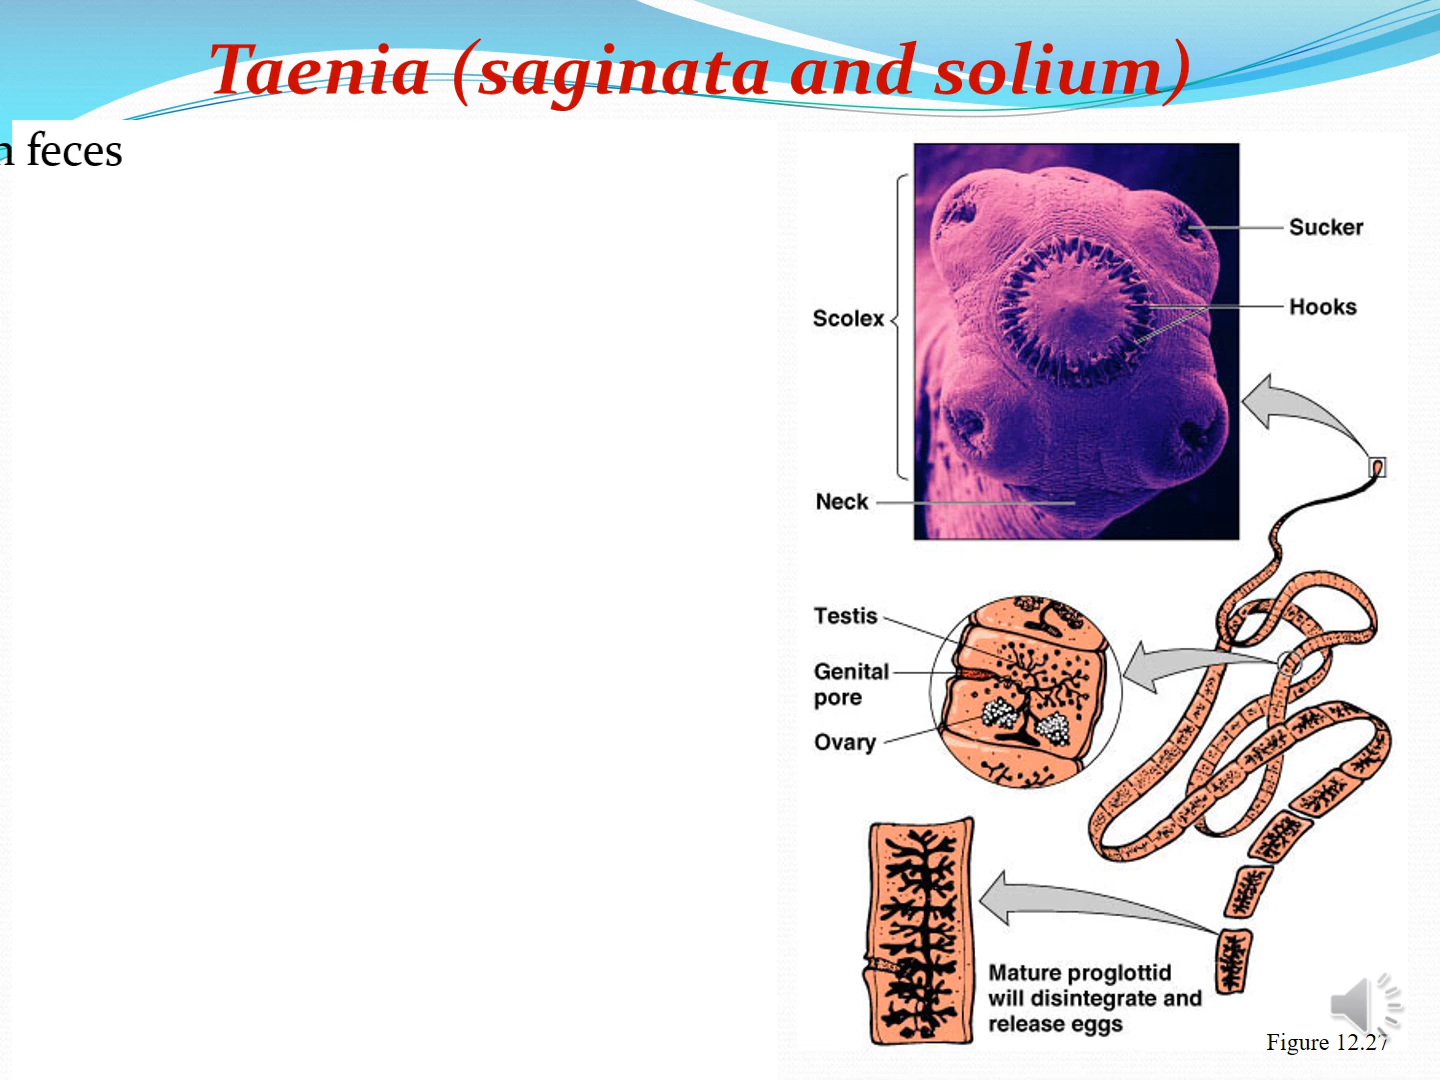 Taenia (saginata and solium)
feces
Sucker
Hooks
Scolex
Neck
Testis
Genital
pore
Ovary
Mature proglottid
will disintegrate and
release eggs
Figure 12.27